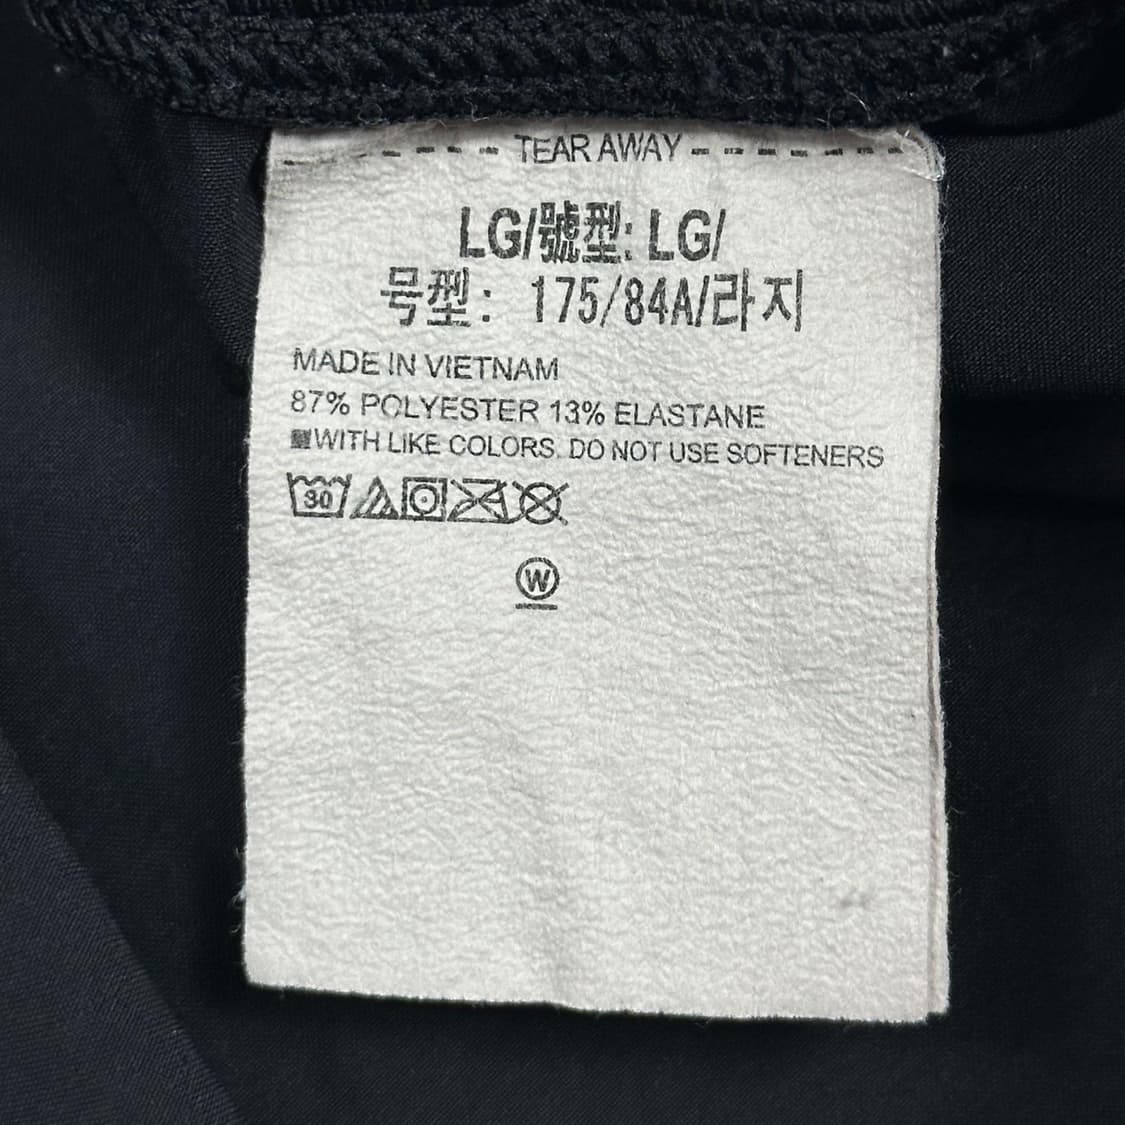 TEAR AWAY
LG/號型: LG/
号型: 175/84A/라지
MADE IN VIETNAM
87% POLYESTER 13% ELASTANE
WITH LIKE COLORS. DO NOT USE SOFTENERS
30
W